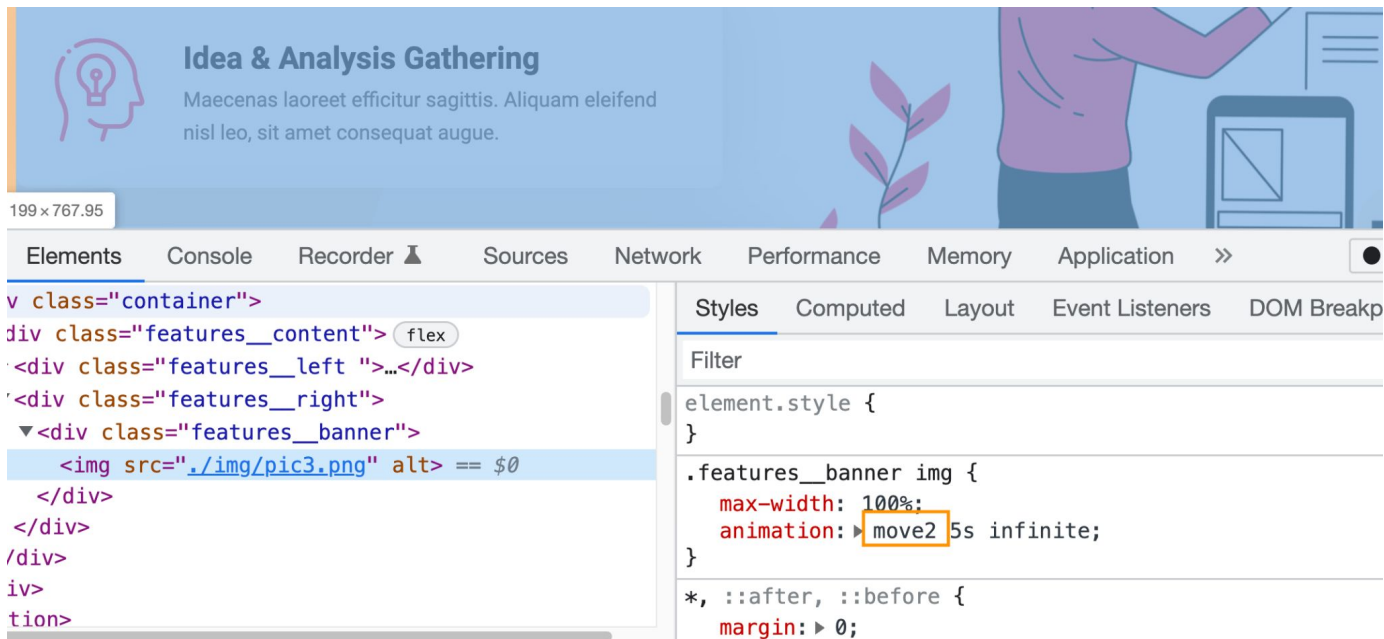 Idea & Analysis Gathering
Maecenas laoreet efficitur sagittis. Aliquam eleifend
nisl leo, sit amet consequat augue.
199 × 767.95
Elements Console Recorder Sources Network Performance Memory Application »
v class="container">
div class="features__content"> flex
<div class="features__left ">…</div>
<div class="features__right">
▼<div class="features__banner">
<img src="./img/pic3.png" alt> == $0
</div>
</div>
/div>
iv>
tion>
Styles Computed Layout Event Listeners DOM Breakp
Filter
element.style {
}
.features__banner img {
max-width: 100%;
animation: ▶ move2 5s infinite;
}
*, ::after, ::before {
margin: ▶ 0;